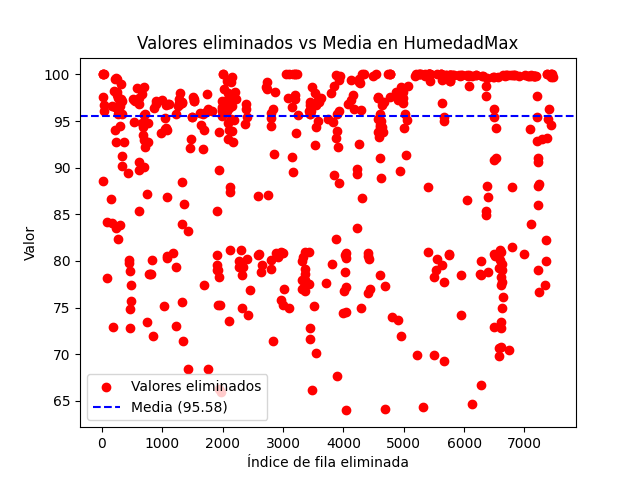 Valores eliminados vs Media en HumedadMax
Valor
100
95
90
85
80
75
70
65
Valores eliminados
Media (95.58)
0 1000 2000 3000 4000 5000 6000 7000
Índice de fila eliminada